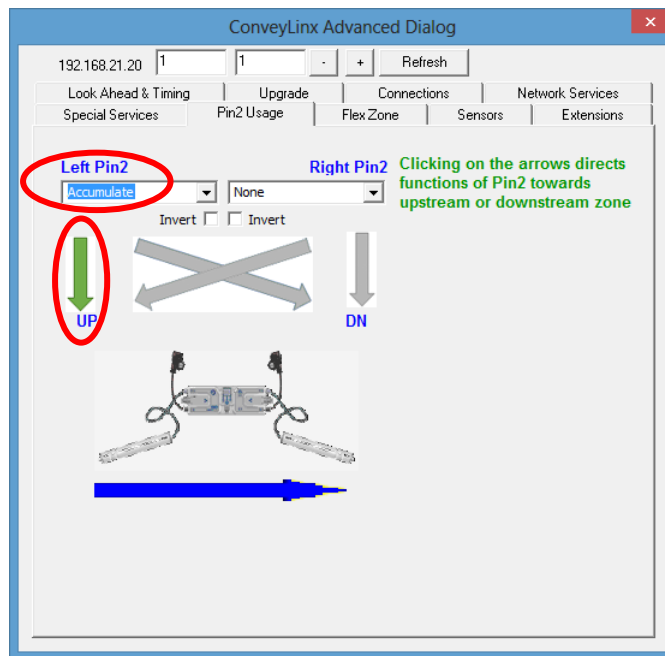 ConveyLinx Advanced Dialog
x
192.168.21.20 1 1 - + Refresh
Look Ahead & Timing Upgrade Connections Network Services
Special Services Pin2 Usage Flex Zone Sensors Extensions
Left Pin2 Right Pin2
Accumulate None
Invert Invert
Clicking on the arrows directs
functions of Pin2 towards
upstream or downstream zone
UP DN